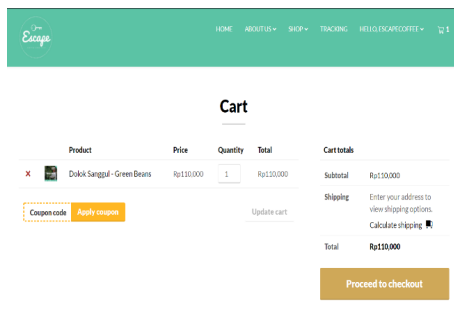 Escape
HOME ABOUT US SHOP TRACKING HELLO, ESCAPECOFFEE 1
Cart
Product Price Quantity Total
Dolok Sanggul - Green Beans Rp110,000 1 Rp110,000
Coupon code Apply coupon Update cart
Cart totals
Subtotal Rp110,000
Shipping Enter your address to
view shipping options.
Calculate shipping
Total Rp110,000
Proceed to checkout